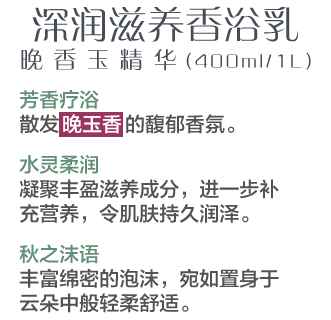 深润滋养香浴乳
晚香玉精华(400ml/1L)
芳香疗浴
散发晚玉香的馥郁香氛。
水灵柔润
凝聚丰盈滋养成分，进一步补
充营养，令肌肤持久润泽。
秋之沫语
丰富绵密的泡沫，宛如置身于
云朵中般轻柔舒适。